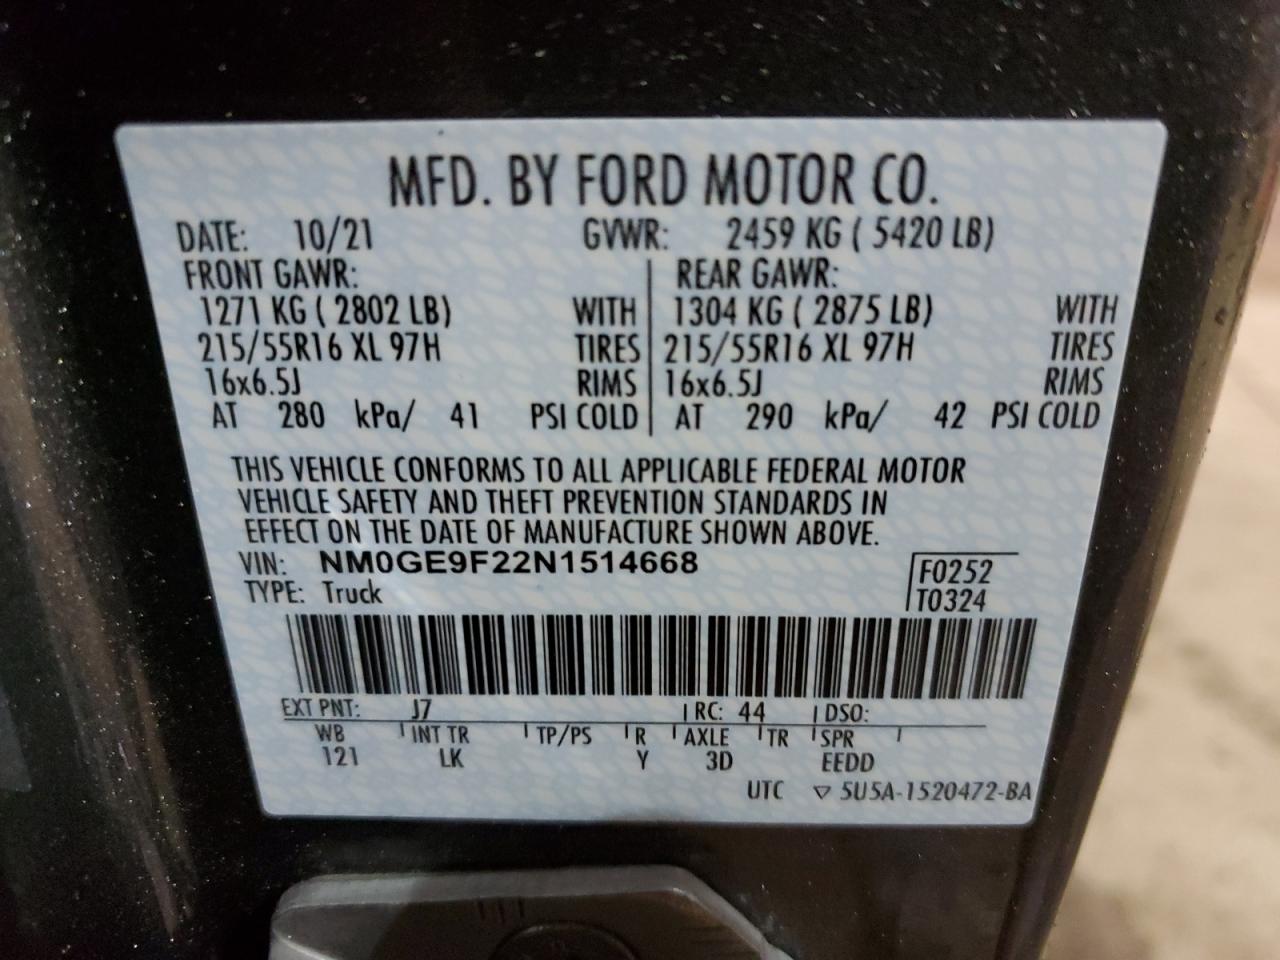 MFD. BY FORD MOTOR CO.
DATE: 10/21 GVWR: 2459 KG ( 5420 LB)
FRONT GAWR: REAR GAWR:
1271 KG ( 2802 LB) WITH 1304 KG ( 2875 LB) WITH
215/55R16 XL 97H TIRES 215/55R16 XL 97H TIRES
16x6.5J RIMS 16x6.5J RIMS
AT 280 kPa/ 41 PSI COLD AT 290 kPa/ 42 PSI COLD
THIS VEHICLE CONFORMS TO ALL APPLICABLE FEDERAL MOTOR
VEHICLE SAFETY AND THEFT PREVENTION STANDARDS IN
EFFECT ON THE DATE OF MANUFACTURE SHOWN ABOVE.
VIN: NM0GE9F22N1514668
TYPE: Truck
F0252
T0324
EXT PNT: J7 RC: 44 DSO:
WB INT TR TP/PS R AXLE TR SPR
121 LK Y 3D EEDD
UTC ▽ 5U5A-1520472-BA